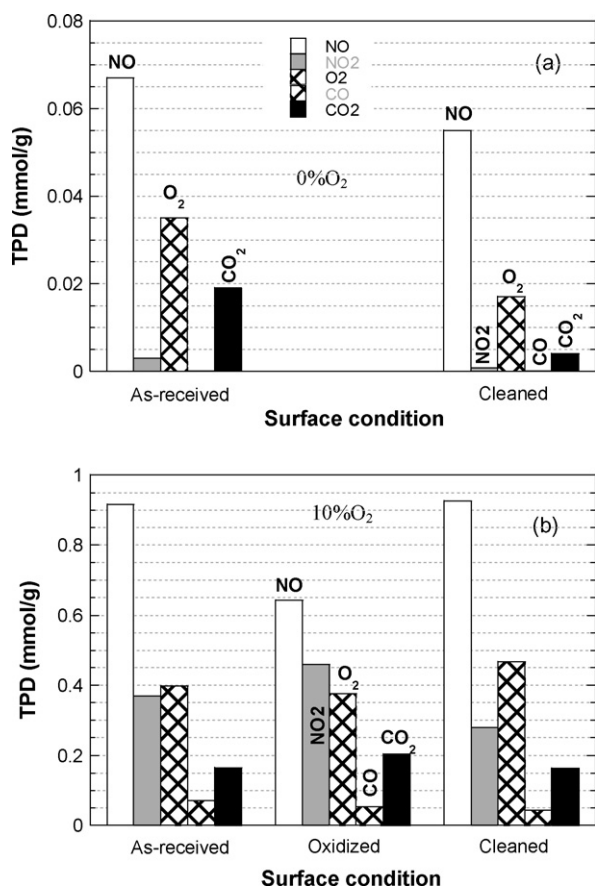 0.08
0.06
0.04
0.02
0
TPD (mmol/g)
NO
NO2
O2
CO
CO2
(a)
0%O₂
NO
O₂
CO₂
NO
NO2
O₂
CO
CO₂
As-received
Cleaned
Surface condition
1
0.8
0.6
0.4
0.2
0
TPD (mmol/g)
10%O₂
(b)
NO
NO2
O₂
CO
CO₂
As-received
Oxidized
Cleaned
Surface condition